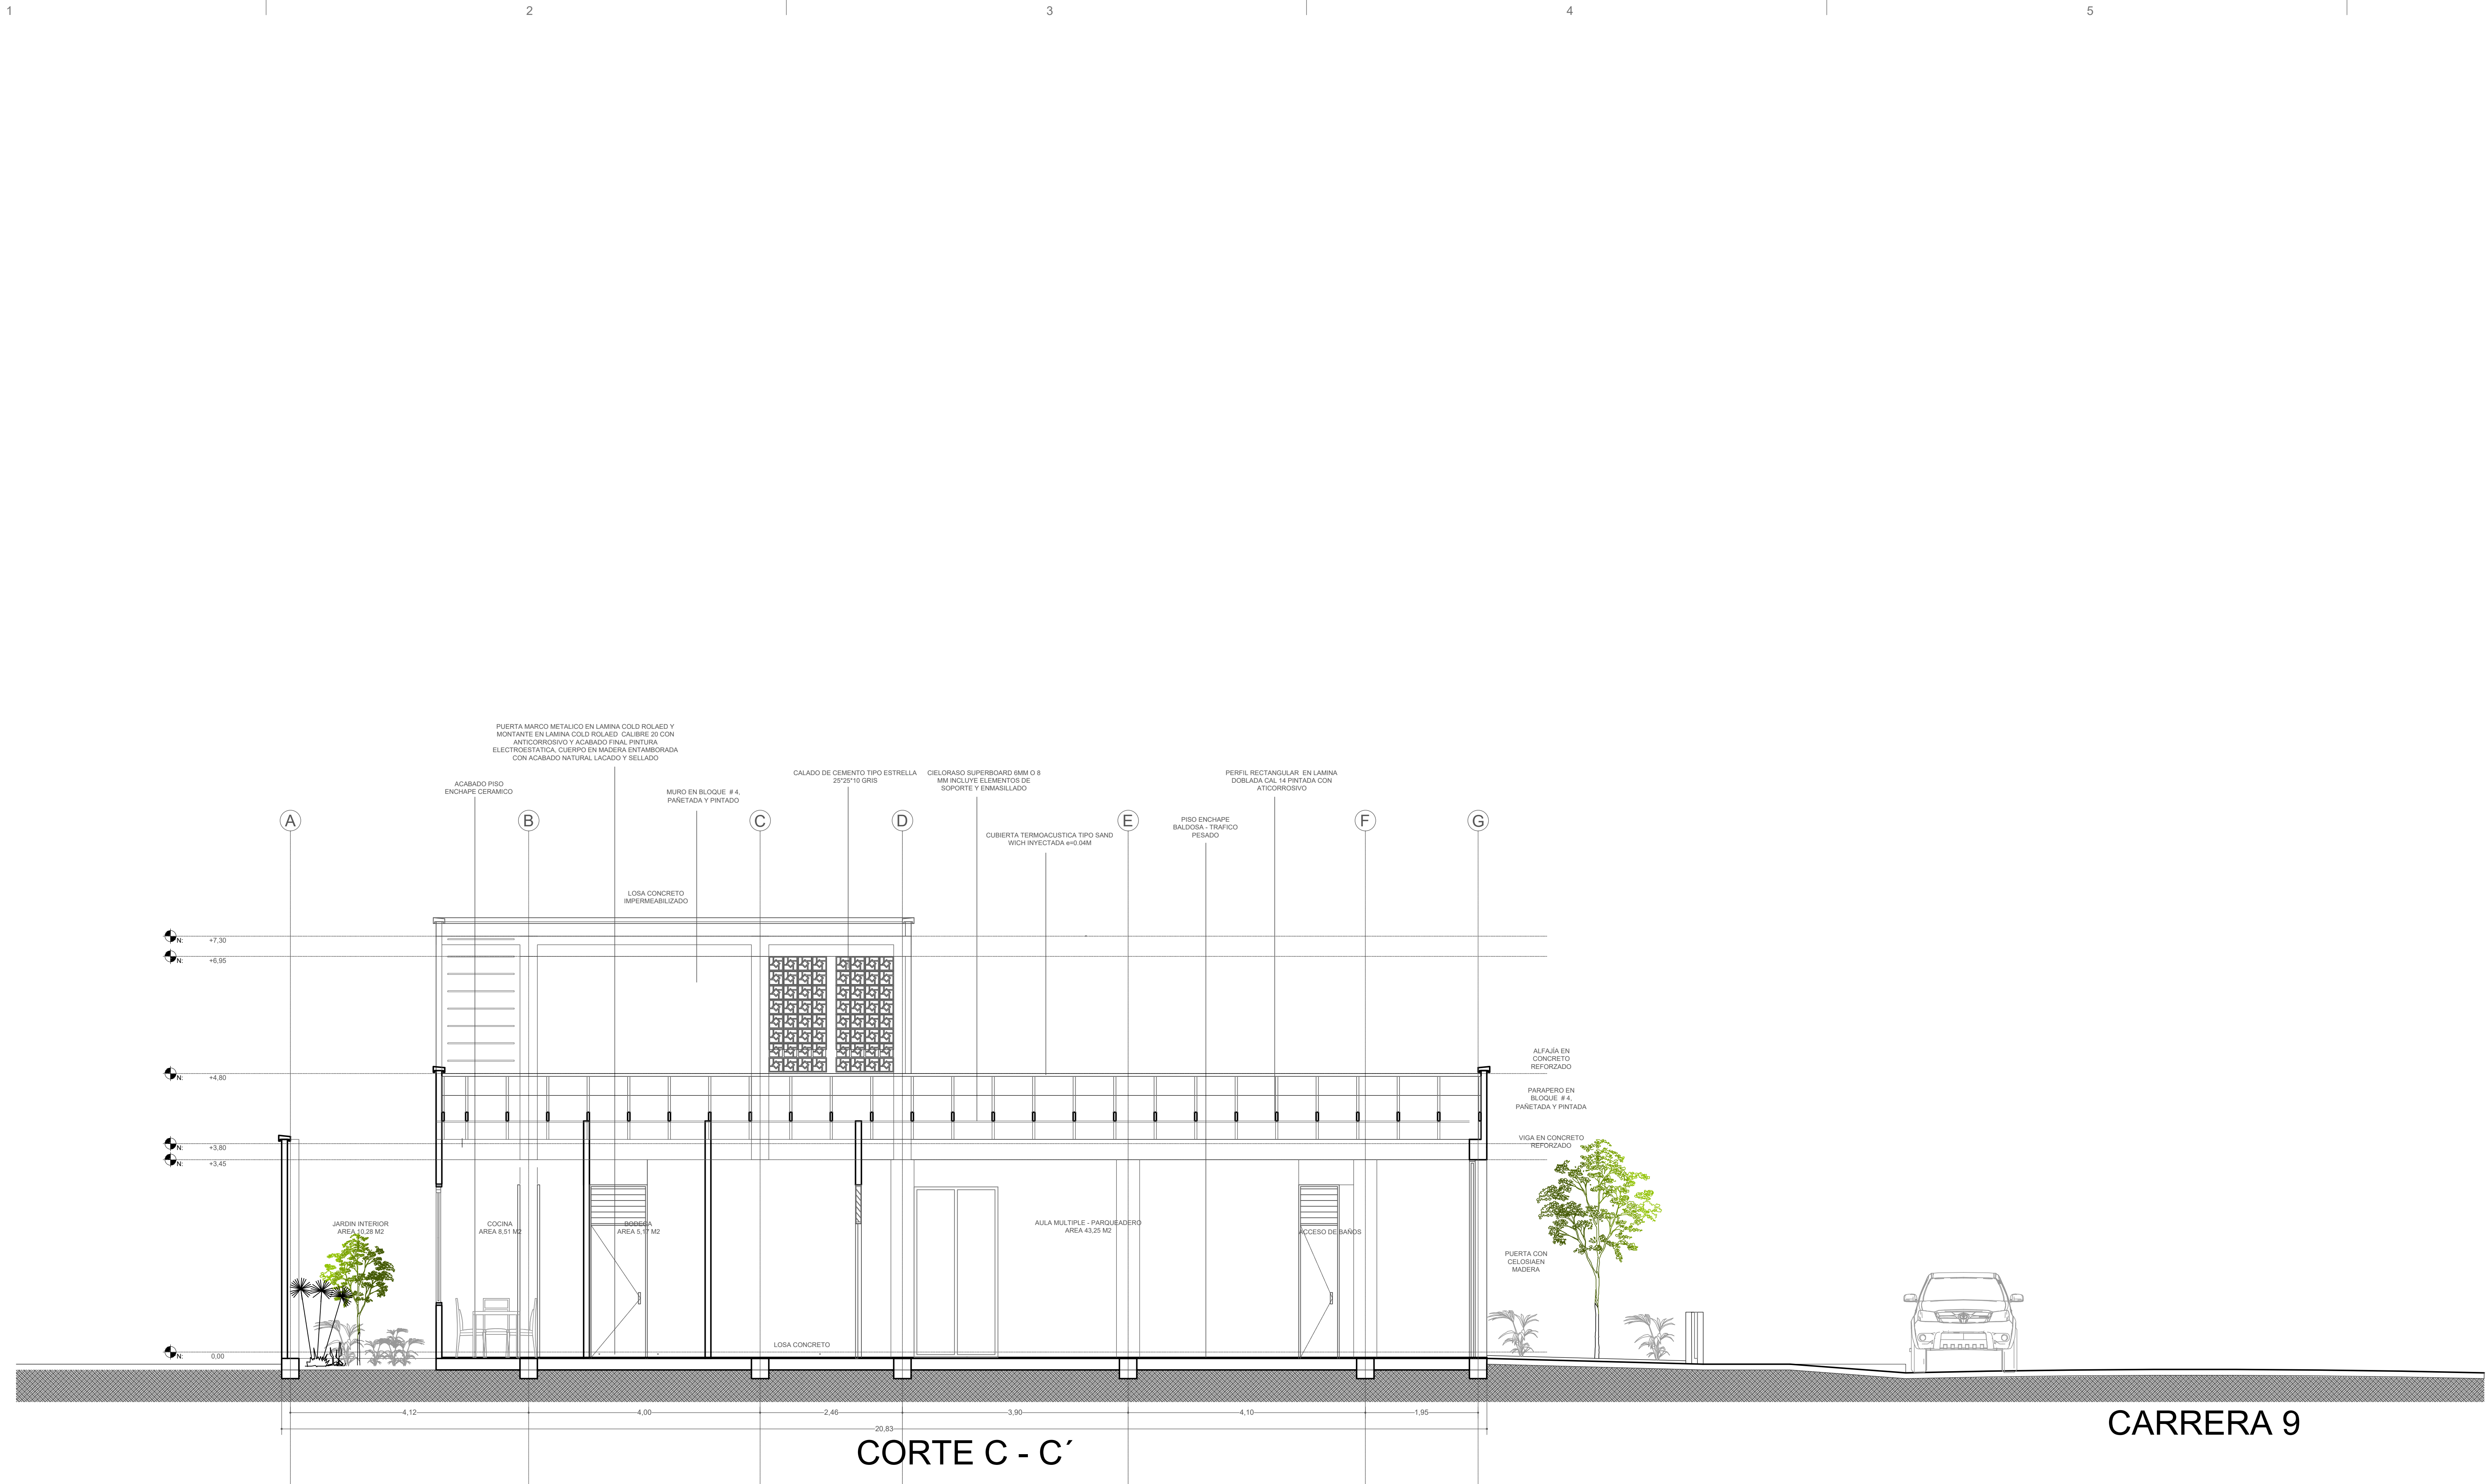 1
2
3
4
5
PUERTA MARCO METALICO EN LAMINA COLD ROLAED Y
MONTANTE EN LAMINA COLD ROLAED CALIBRE 20 CON
ANTICORROSIVO Y ACABADO FINAL PINTURA
ELECTROESTATICA, CUERPO EN MADERA ENTAMBORADA
CON ACABADO NATURAL LACADO Y SELLADO
ACABADO PISO
ENCHAPE CERAMICO
MURO EN BLOQUE # 4,
PAÑETADA Y PINTADO
CALADO DE CEMENTO TIPO ESTRELLA
25*25*10 GRIS
CIELORASO SUPERBOARD 6MM O 8
MM INCLUYE ELEMENTOS DE
SOPORTE Y ENMASILLADO
PERFIL RECTANGULAR EN LAMINA
DOBLADA CAL 14 PINTADA CON
ATICORROSIVO
CUBIERTA TERMOACUSTICA TIPO SAND
WICH INYECTADA e=0.04M
PISO ENCHAPE
BALDOSA - TRAFICO
PESADO
A
B
C
D
E
F
G
LOSA CONCRETO
IMPERMEABILIZADO
N: +7,30
N: +6,95
N: +4,80
N: +3,80
N: +3,45
N: 0,00
ALFAJÍA EN
CONCRETO
REFORZADO
PARAPERO EN
BLOQUE # 4,
PAÑETADA Y PINTADA
VIGA EN CONCRETO
REFORZADO
JARDIN INTERIOR
AREA 10,28 M2
COCINA
AREA 8,51 M2
BODEGA
AREA 5,17 M2
AULA MULTIPLE - PARQUEADERO
AREA 43,25 M2
ACCESO DE BAÑOS
PUERTA CON
CELOSIAEN
MADERA
LOSA CONCRETO
4,12
4,00
2,46
3,90
4,10
1,95
20,83
CORTE C - C´
CARRERA 9